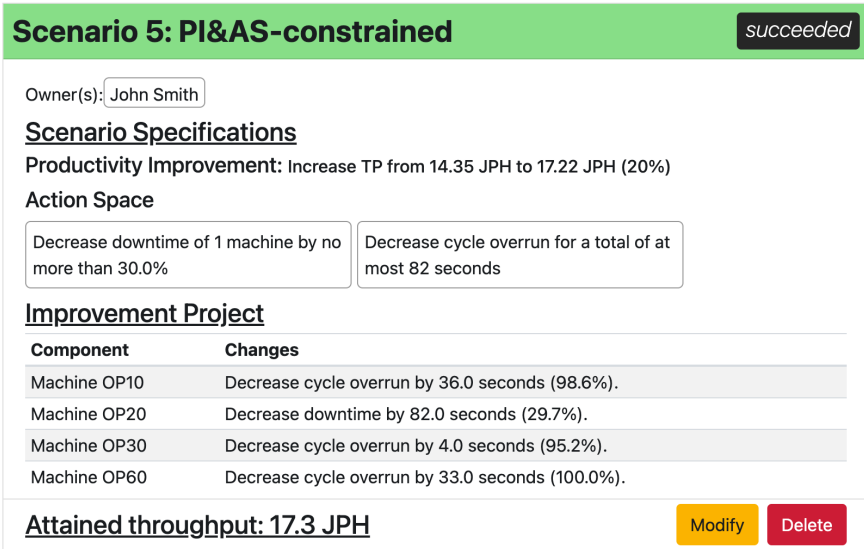 Scenario 5: PI&AS-constrained
succeeded
Owner(s): John Smith
Scenario Specifications
Productivity Improvement: Increase TP from 14.35 JPH to 17.22 JPH (20%)
Action Space
Decrease downtime of 1 machine by no
more than 30.0%
Decrease cycle overrun for a total of at
most 82 seconds
Improvement Project
Component Changes
Machine OP10 Decrease cycle overrun by 36.0 seconds (98.6%).
Machine OP20 Decrease downtime by 82.0 seconds (29.7%).
Machine OP30 Decrease cycle overrun by 4.0 seconds (95.2%).
Machine OP60 Decrease cycle overrun by 33.0 seconds (100.0%).
Attained throughput: 17.3 JPH
Modify
Delete